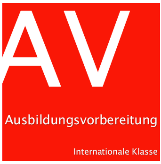 AV
Ausbildungsvorbereitung
Internationale Klasse